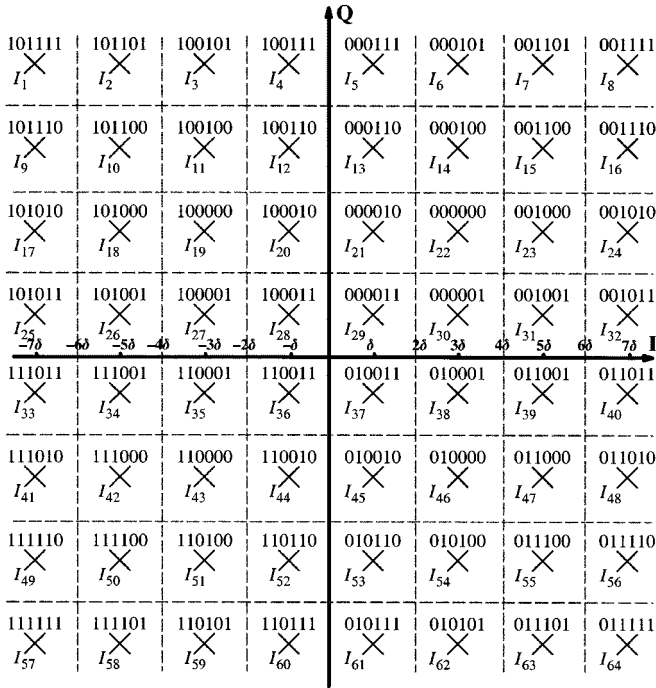 Q
101111 101101 100101 100111 000111 000101 001101 001111
I1 I2 I3 I4 I5 I6 I7 I8
101110 101100 100100 100110 000110 000100 001100 001110
I9 I10 I11 I12 I13 I14 I15 I16
101010 101000 100000 100010 000010 000000 001000 001010
I17 I18 I19 I20 I21 I22 I23 I24
101011 101001 100001 100011 000011 000001 001001 001011
I25 I26 I27 I28 I29 I30 I31 I32
-7δ -6δ -5δ -4δ -3δ -2δ -δ δ 2δ 3δ 4δ 5δ 6δ 7δ I
111011 111001 110001 110011 010011 010001 011001 011011
I33 I34 I35 I36 I37 I38 I39 I40
111010 111000 110000 110010 010010 010000 011000 011010
I41 I42 I43 I44 I45 I46 I47 I48
111110 111100 110100 110110 010110 010100 011100 011110
I49 I50 I51 I52 I53 I54 I55 I56
111111 111101 110101 110111 010111 010101 011101 011111
I57 I58 I59 I60 I61 I62 I63 I64